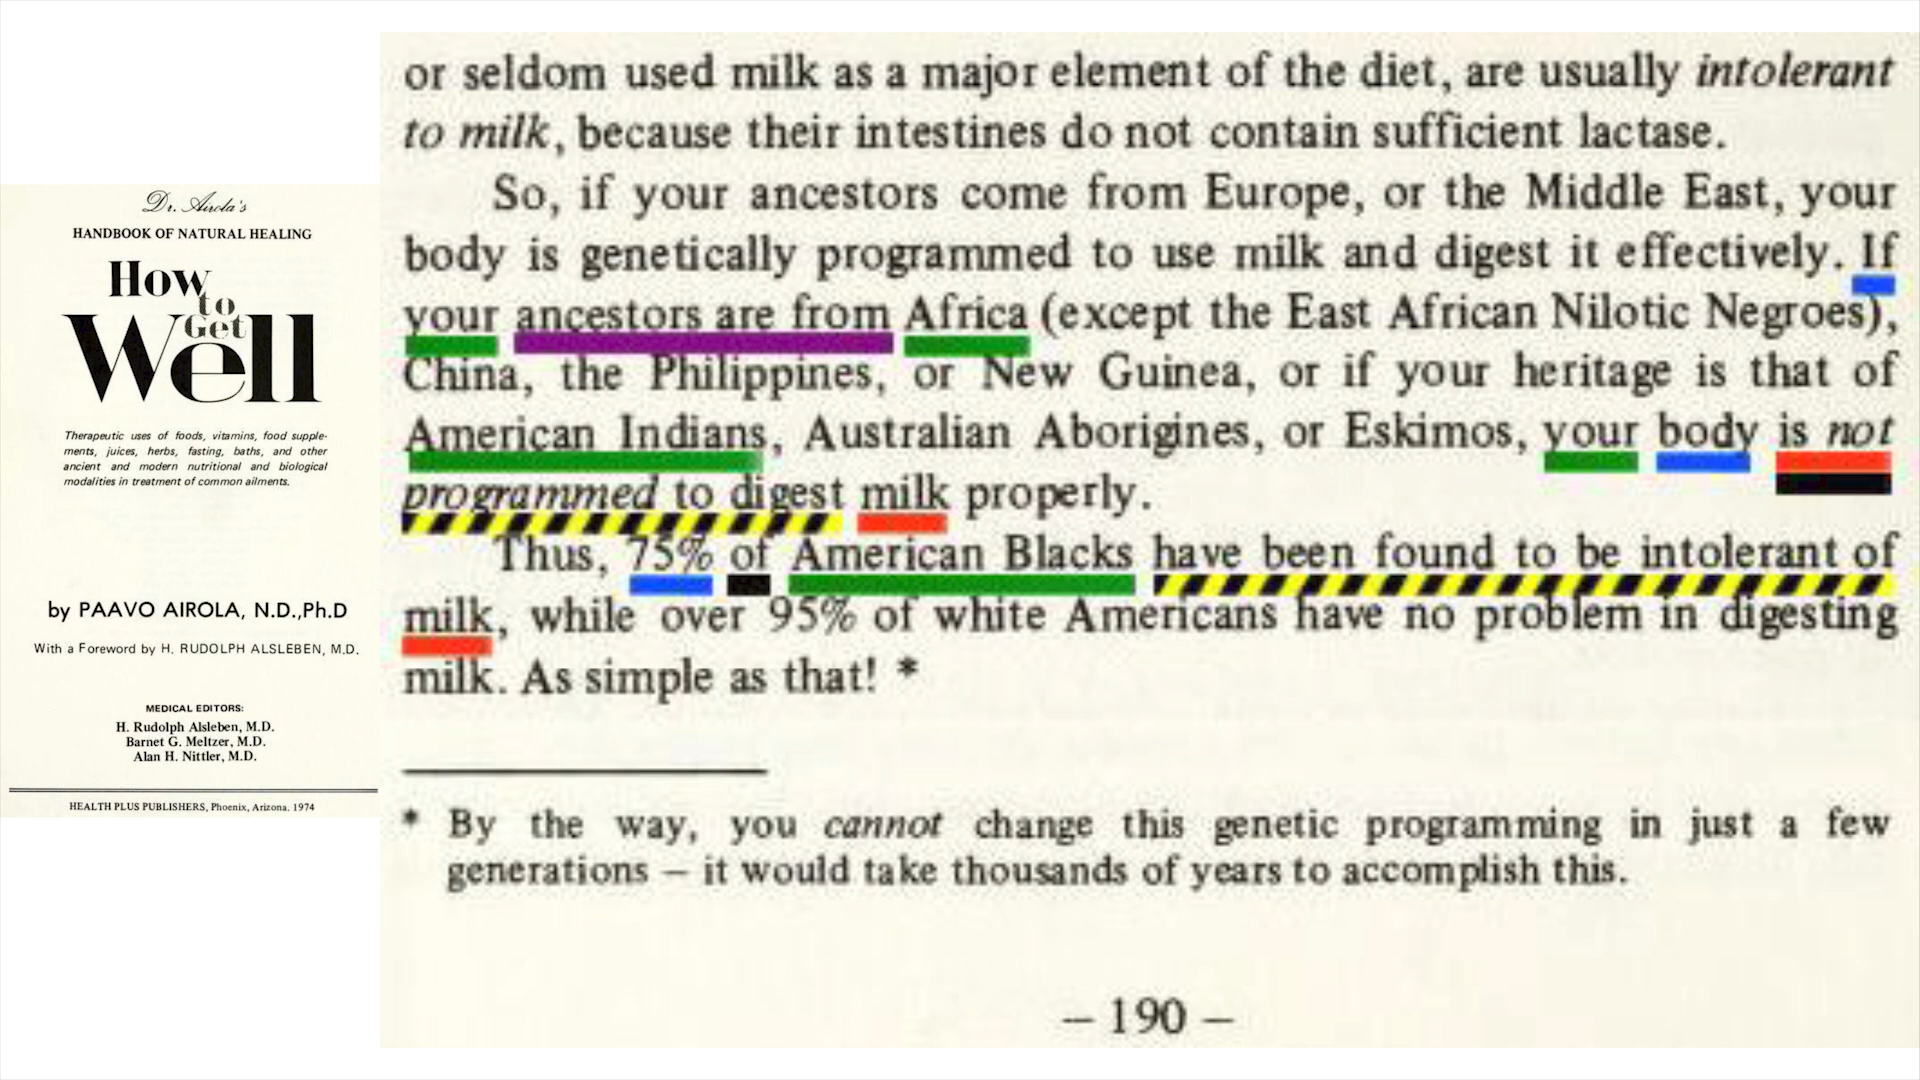 Dr. Airola's
HANDBOOK OF NATURAL HEALING
How
to
Get
Well
Therapeutic uses of foods, vitamins, food supple-
ments, juices, herbs, fasting, baths, and other
ancient and modern nutritional and biological
modalities in treatment of common ailments.
by PAAVO AIROLA, N.D.,Ph.D
With a Foreword by H. RUDOLPH ALSLEBEN, M.D.
MEDICAL EDITORS:
H. Rudolph Alsleben, M.D.
Barnet G. Meltzer, M.D.
Alan H. Nittler, M.D.
HEALTH PLUS PUBLISHERS, Phoenix, Arizona. 1974
or seldom used milk as a major element of the diet, are usually intolerant
to milk, because their intestines do not contain sufficient lactase.
So, if your ancestors come from Europe, or the Middle East, your
body is genetically programmed to use milk and digest it effectively. If
your ancestors are from Africa (except the East African Nilotic Negroes),
China, the Philippines, or New Guinea, or if your heritage is that of
American Indians, Australian Aborigines, or Eskimos, your body is not
programmed to digest milk properly.
Thus, 75% of American Blacks have been found to be intolerant of
milk, while over 95% of white Americans have no problem in digesting
milk. As simple as that! *
* By the way, you cannot change this genetic programming in just a few
generations — it would take thousands of years to accomplish this.
– 190 –